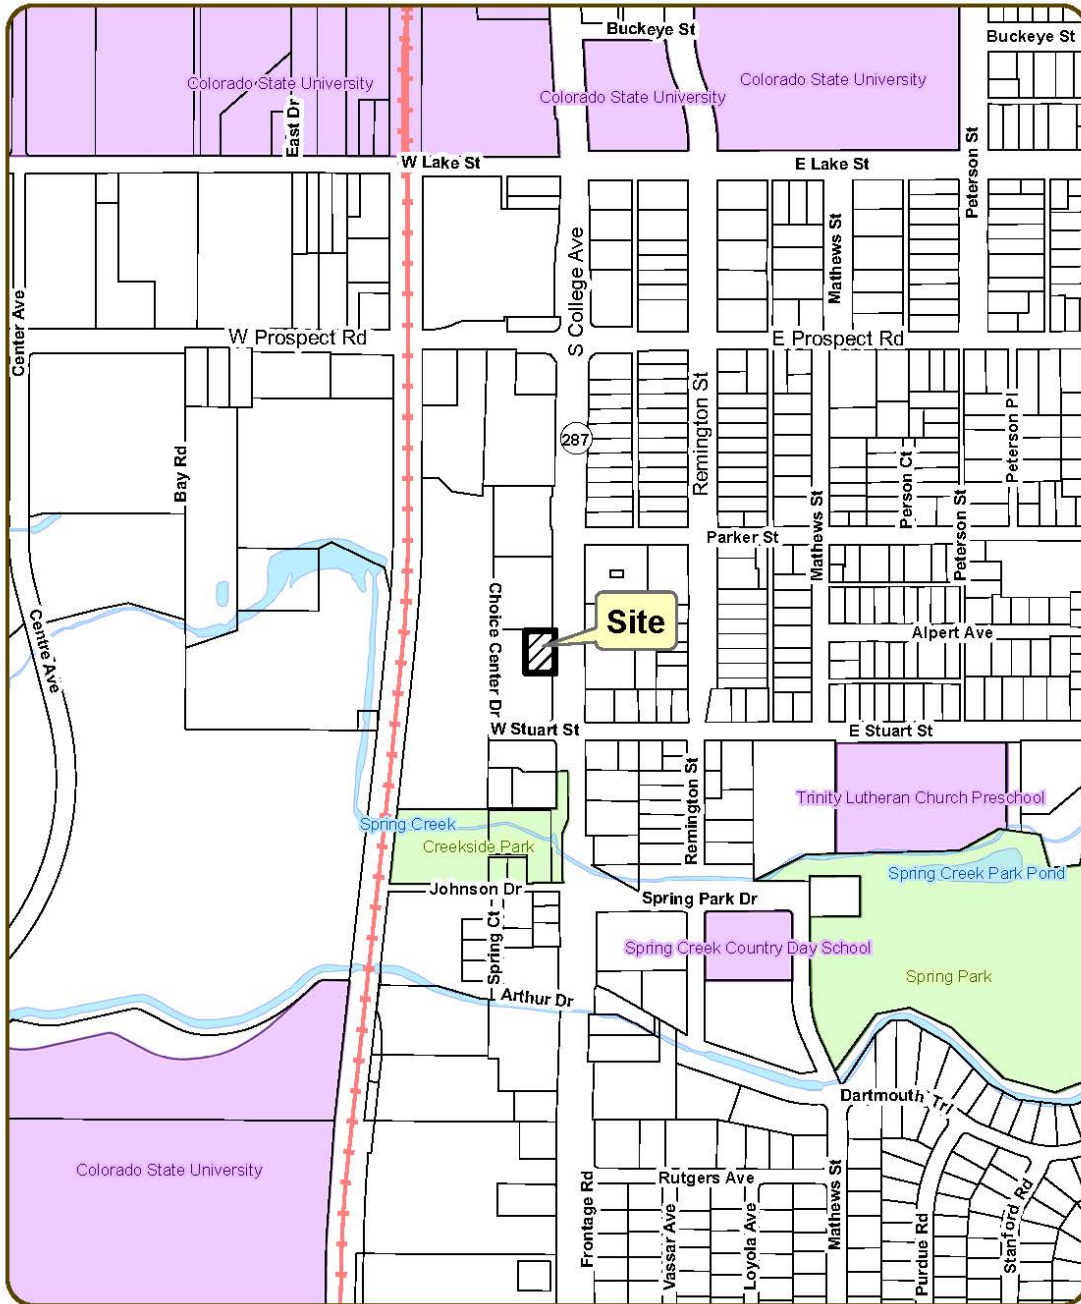 Buckeye St
Buckeye St
Colorado State University
Colorado State University
Colorado State University
East Dr
W Lake St
E Lake St
Peterson St
Mathews St
S College Ave
Center Ave
W Prospect Rd
E Prospect Rd
Remington St
Peterson Pl
287
Bay Rd
Person Ct
Mathews St
Peterson St
Parker St
Choice Center Dr
Site
Alpert Ave
Centre Ave
W Stuart St
E Stuart St
Remington St
Trinity Lutheran Church Preschool
Spring Creek
Creekside Park
Spring Creek Park Pond
Johnson Dr
Spring Park Dr
Spring Ct
Spring Creek Country Day School
Spring Park
Arthur Dr
Dartmouth Trl
Colorado State University
Rutgers Ave
Frontage Rd
Vassar Ave
Loyola Ave
Mathews St
Purdue Rd
Stanford Rd